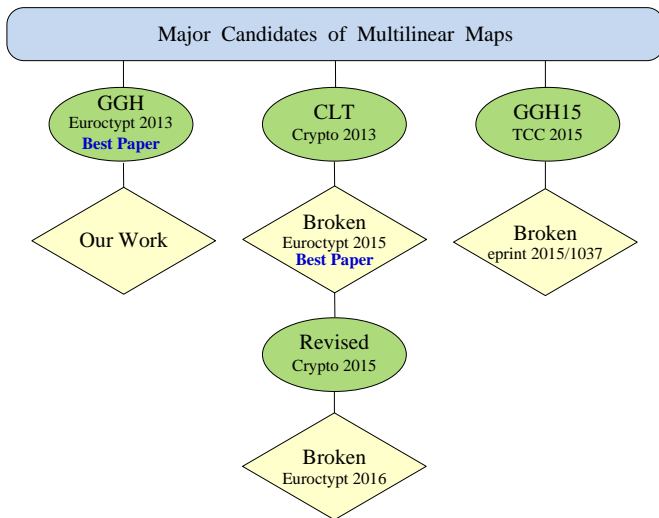 Major Candidates of Multilinear Maps
GGH
Euroctypt 2013
Best Paper
CLT
Crypto 2013
GGH15
TCC 2015
Our Work
Broken
Euroctypt 2015
Best Paper
Broken
eprint 2015/1037
Revised
Crypto 2015
Broken
Euroctypt 2016